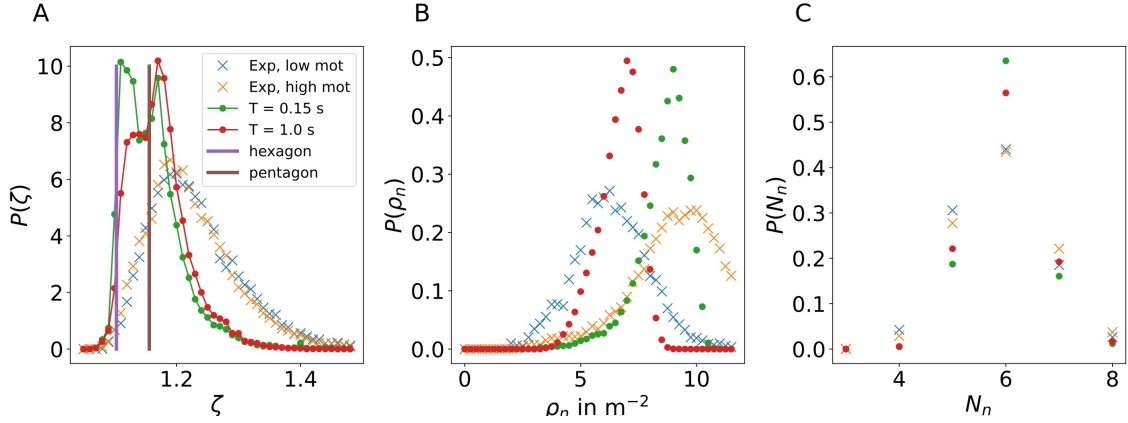 A
B
C
10
8
6
4
2
0
P(ζ)
1.2
1.4
ζ
Exp, low mot
Exp, high mot
T = 0.15 s
T = 1.0 s
hexagon
pentagon
0.5
0.4
0.3
0.2
0.1
0.0
P(ρₙ)
0
5
10
ρₙ in m⁻²
0.6
0.5
0.4
0.3
0.2
0.1
0.0
P(Nₙ)
4
6
8
Nₙ